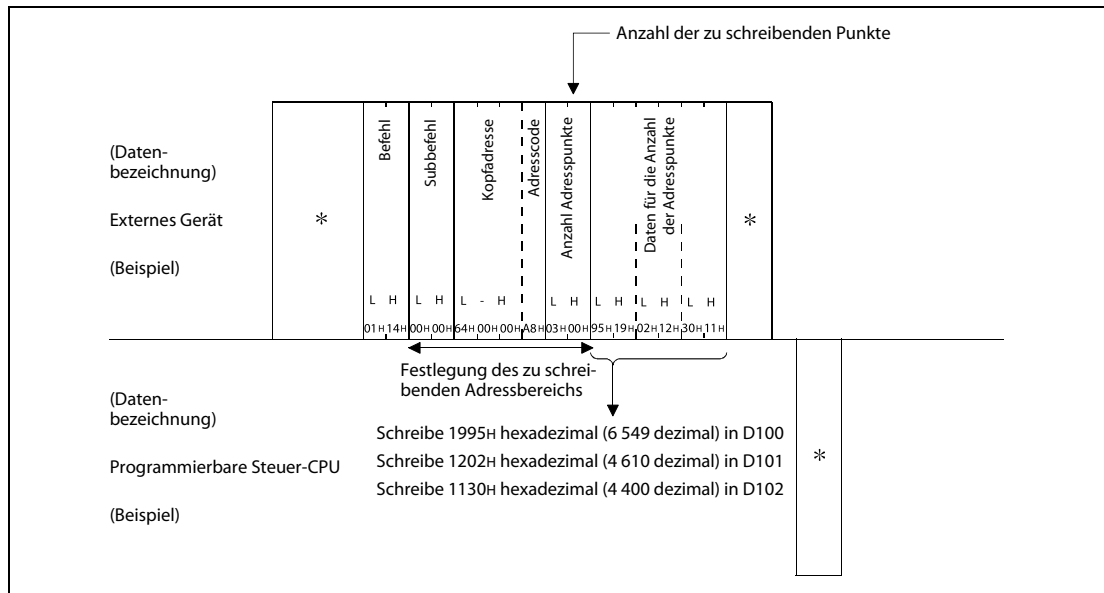 Anzahl der zu schreibenden Punkte
(Daten-
bezeichnung)
Externes Gerät
(Beispiel)
*
Befehl
Subbefehl
Kopfadresse
Adresscode
Anzahl Adresspunkte
Daten für die Anzahl
der Adresspunkte
*
L H L H L - H L H L H L H L H
01H 14H 00H 00H 64H 00H 00H A8H 03H 00H 95H 19H 02H 12H 30H 11H
Festlegung des zu schrei-
benden Adressbereichs
(Daten-
bezeichnung)
Programmierbare Steuer-CPU
(Beispiel)
Schreibe 1995H hexadezimal (6 549 dezimal) in D100
Schreibe 1202H hexadezimal (4 610 dezimal) in D101
Schreibe 1130H hexadezimal (4 400 dezimal) in D102
*